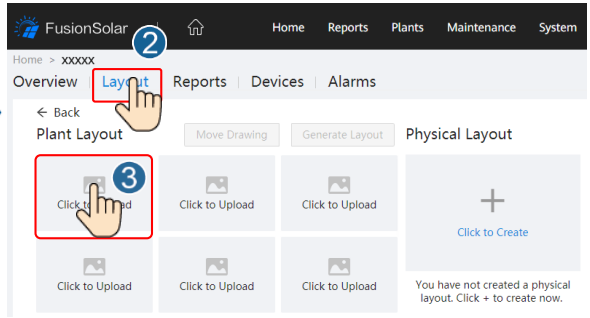 FusionSolar Home Reports Plants Maintenance System
2
Home > xxxxx
Overview Layout Reports Devices Alarms
← Back
Plant Layout Move Drawing Generate Layout Physical Layout
3
Click to Upload Click to Upload Click to Upload
+
Click to Create
Click to Upload Click to Upload Click to Upload
You have not created a physical
layout. Click + to create now.